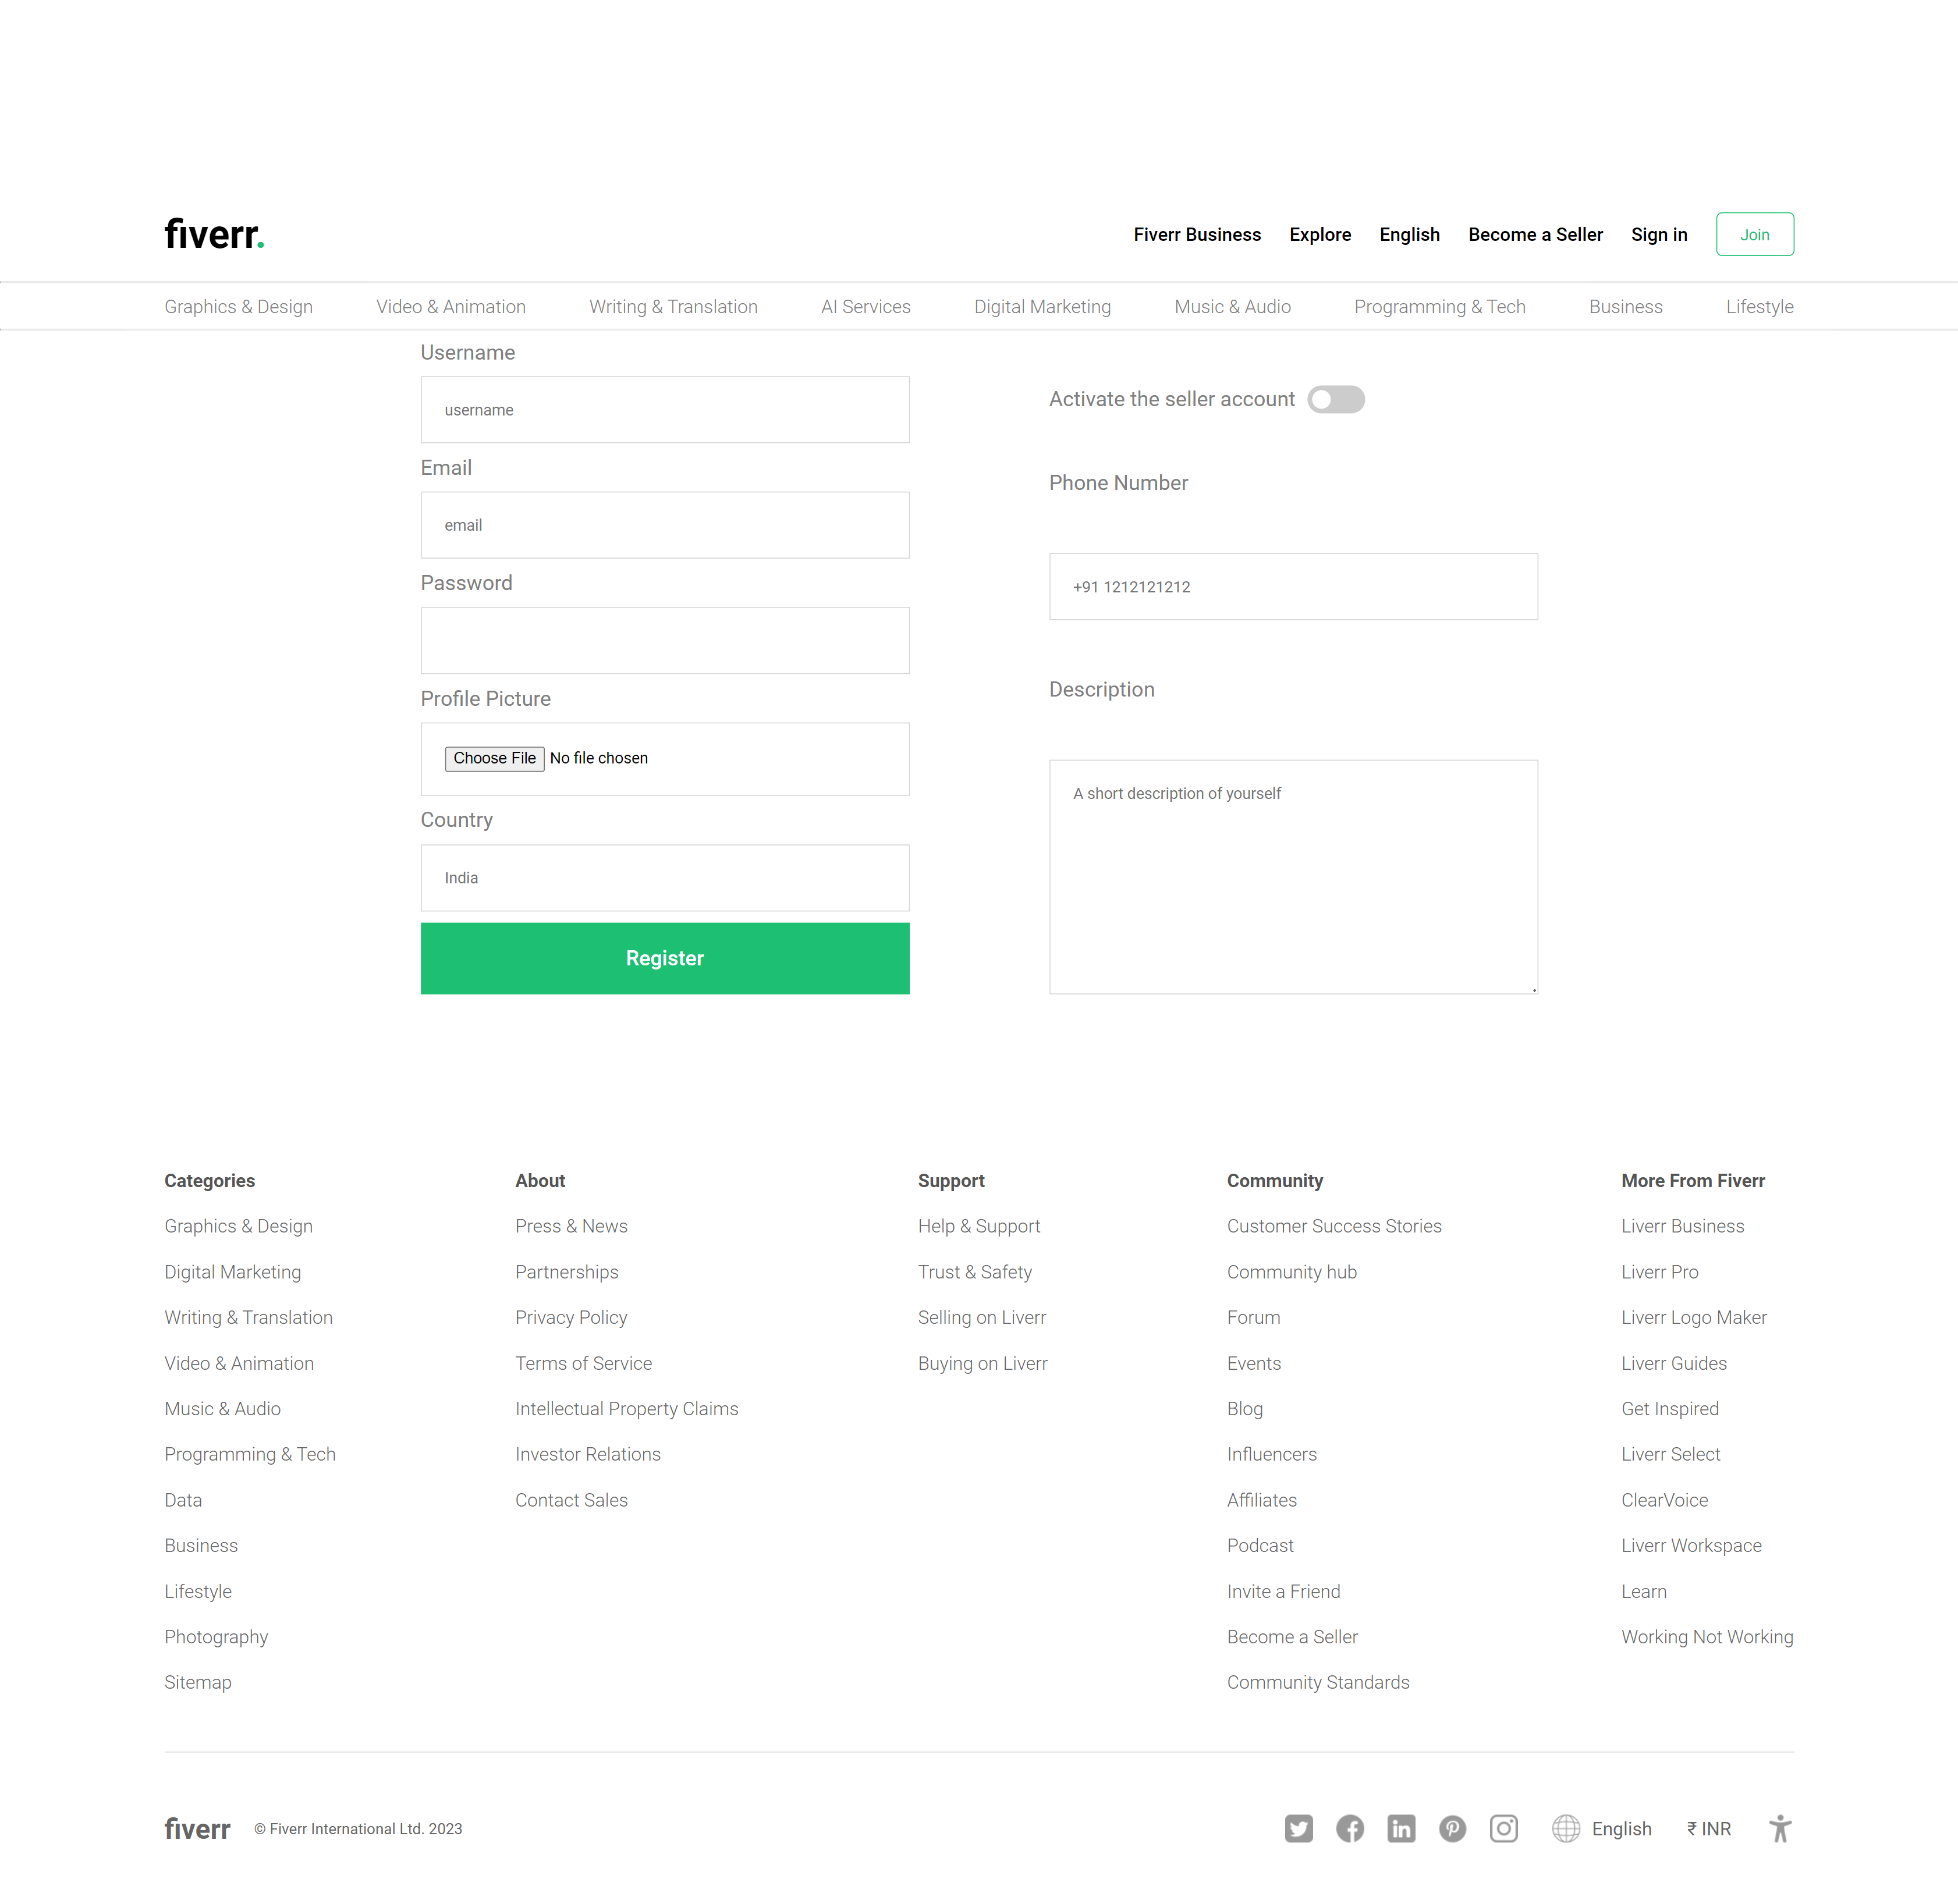 fiverr.
Fiverr Business Explore English Become a Seller Sign in Join
Graphics & Design Video & Animation Writing & Translation AI Services Digital Marketing Music & Audio Programming & Tech Business Lifestyle
Username
username
Email
email
Password
Profile Picture
Choose File No file chosen
Country
India
Register
Activate the seller account
Phone Number
+91 1212121212
Description
A short description of yourself
Categories
Graphics & Design
Digital Marketing
Writing & Translation
Video & Animation
Music & Audio
Programming & Tech
Data
Business
Lifestyle
Photography
Sitemap
About
Press & News
Partnerships
Privacy Policy
Terms of Service
Intellectual Property Claims
Investor Relations
Contact Sales
Support
Help & Support
Trust & Safety
Selling on Liverr
Buying on Liverr
Community
Customer Success Stories
Community hub
Forum
Events
Blog
Influencers
Affiliates
Podcast
Invite a Friend
Become a Seller
Community Standards
More From Fiverr
Liverr Business
Liverr Pro
Liverr Logo Maker
Liverr Guides
Get Inspired
Liverr Select
ClearVoice
Liverr Workspace
Learn
Working Not Working
fiverr © Fiverr International Ltd. 2023 English ₹ INR